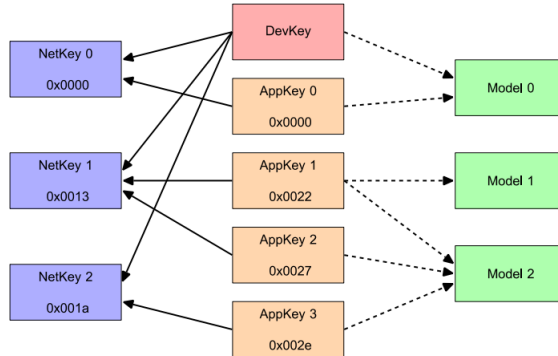 NetKey 0
0x0000
NetKey 1
0x0013
NetKey 2
0x001a
DevKey
AppKey 0
0x0000
AppKey 1
0x0022
AppKey 2
0x0027
AppKey 3
0x002e
Model 0
Model 1
Model 2